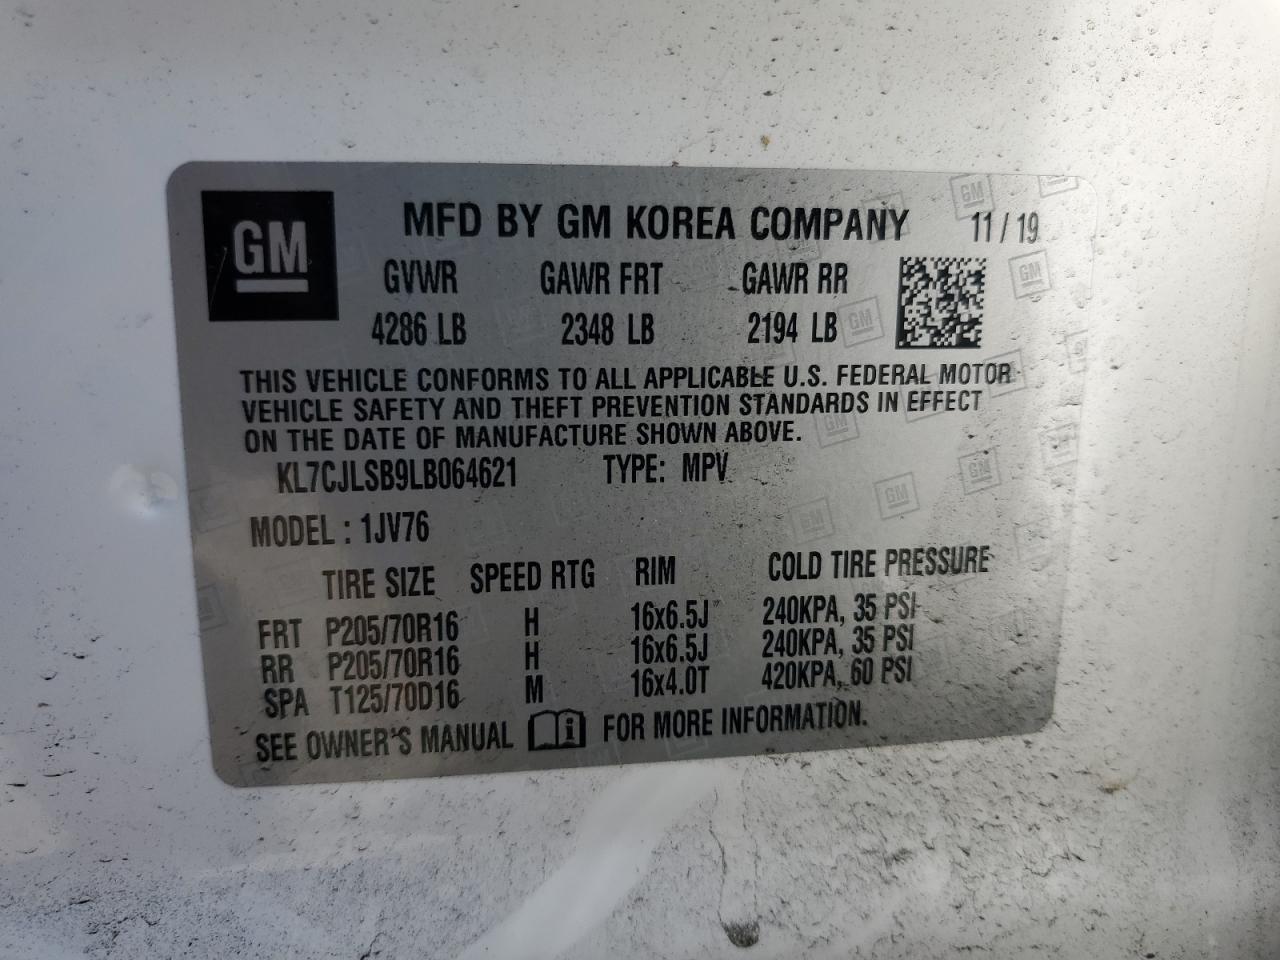 GM
MFD BY GM KOREA COMPANY 11/19
GVWR GAWR FRT GAWR RR
4286 LB 2348 LB 2194 LB
THIS VEHICLE CONFORMS TO ALL APPLICABLE U.S. FEDERAL MOTOR
VEHICLE SAFETY AND THEFT PREVENTION STANDARDS IN EFFECT
ON THE DATE OF MANUFACTURE SHOWN ABOVE.
KL7CJLSB9LB064621 TYPE: MPV
MODEL : 1JV76
TIRE SIZE SPEED RTG RIM COLD TIRE PRESSURE
FRT P205/70R16 H 16x6.5J 240KPA, 35 PSI
RR P205/70R16 H 16x6.5J 240KPA, 35 PSI
SPA T125/70D16 M 16x4.0T 420KPA, 60 PSI
SEE OWNER'S MANUAL i FOR MORE INFORMATION.